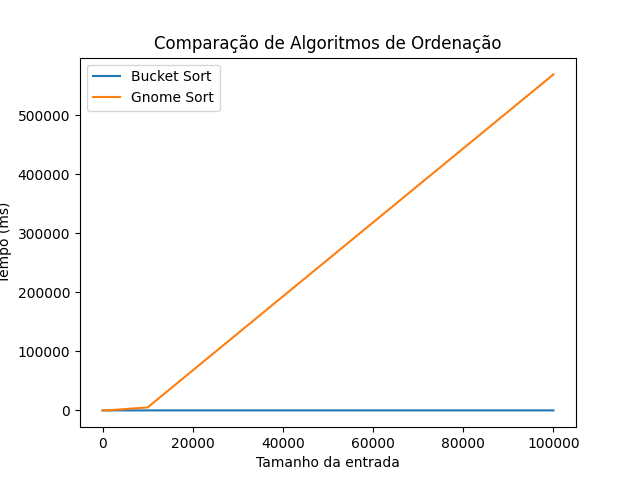 Comparação de Algoritmos de Ordenação
Bucket Sort
Gnome Sort
500000
400000
300000
200000
100000
0
Tempo (ms)
0 20000 40000 60000 80000 100000
Tamanho da entrada